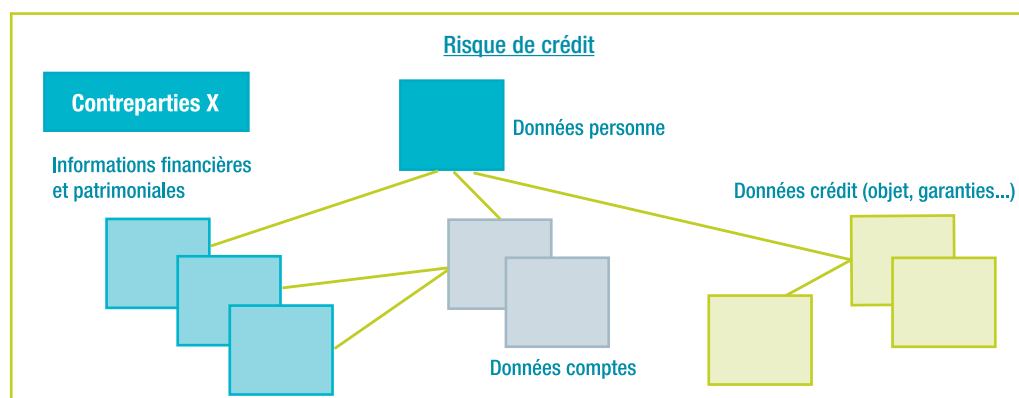 Risque de crédit
Contreparties X
Données personne
Informations financières
et patrimoniales
Données crédit (objet, garanties...)
Données comptes